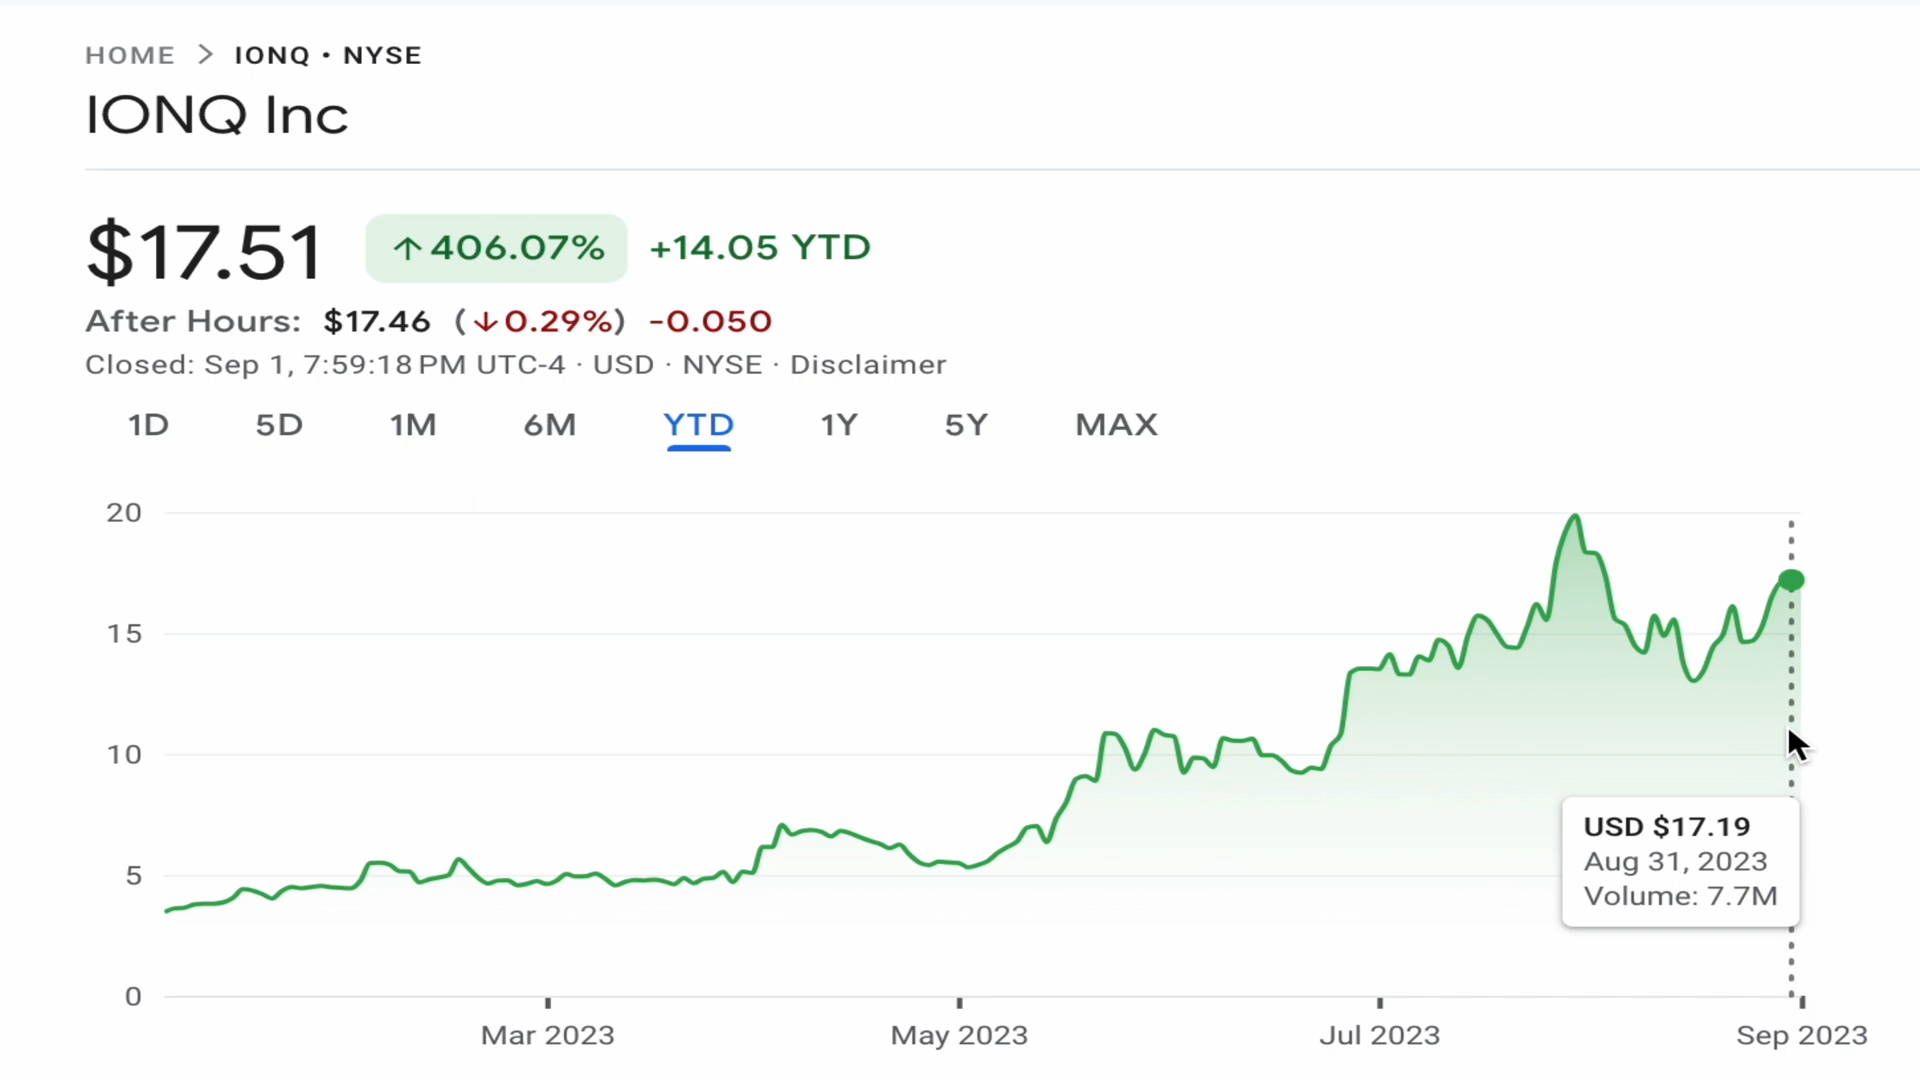 HOME > IONQ • NYSE
IONQ Inc
$17.51 ↑406.07% +14.05 YTD
After Hours: $17.46 (↓0.29%) -0.050
Closed: Sep 1, 7:59:18 PM UTC-4 · USD · NYSE · Disclaimer
1D 5D 1M 6M YTD 1Y 5Y MAX
20
15
10
5
0
USD $17.19
Aug 31, 2023
Volume: 7.7M
Mar 2023 May 2023 Jul 2023 Sep 2023